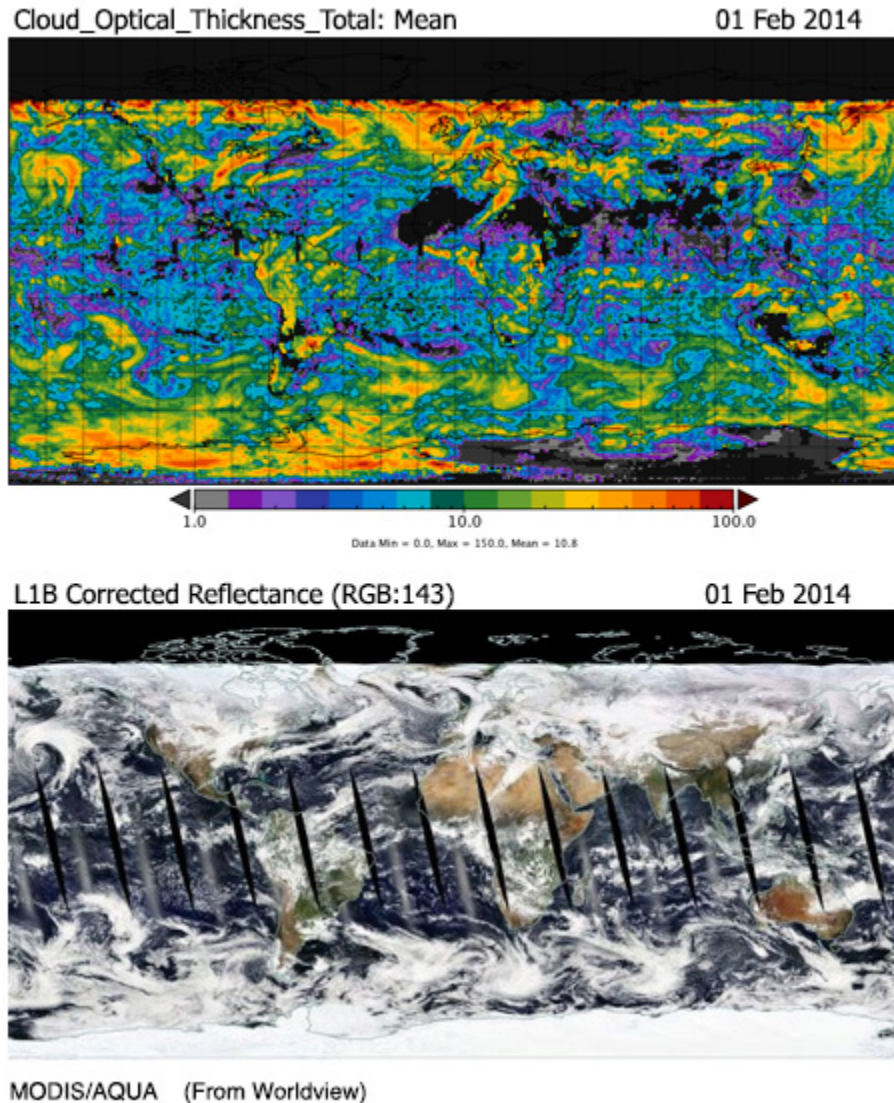 Cloud_Optical_Thickness_Total: Mean 01 Feb 2014
1.0 10.0 100.0
Data Min = 0.0, Max = 150.0, Mean = 10.8
L1B Corrected Reflectance (RGB:143) 01 Feb 2014
MODIS/AQUA (From Worldview)